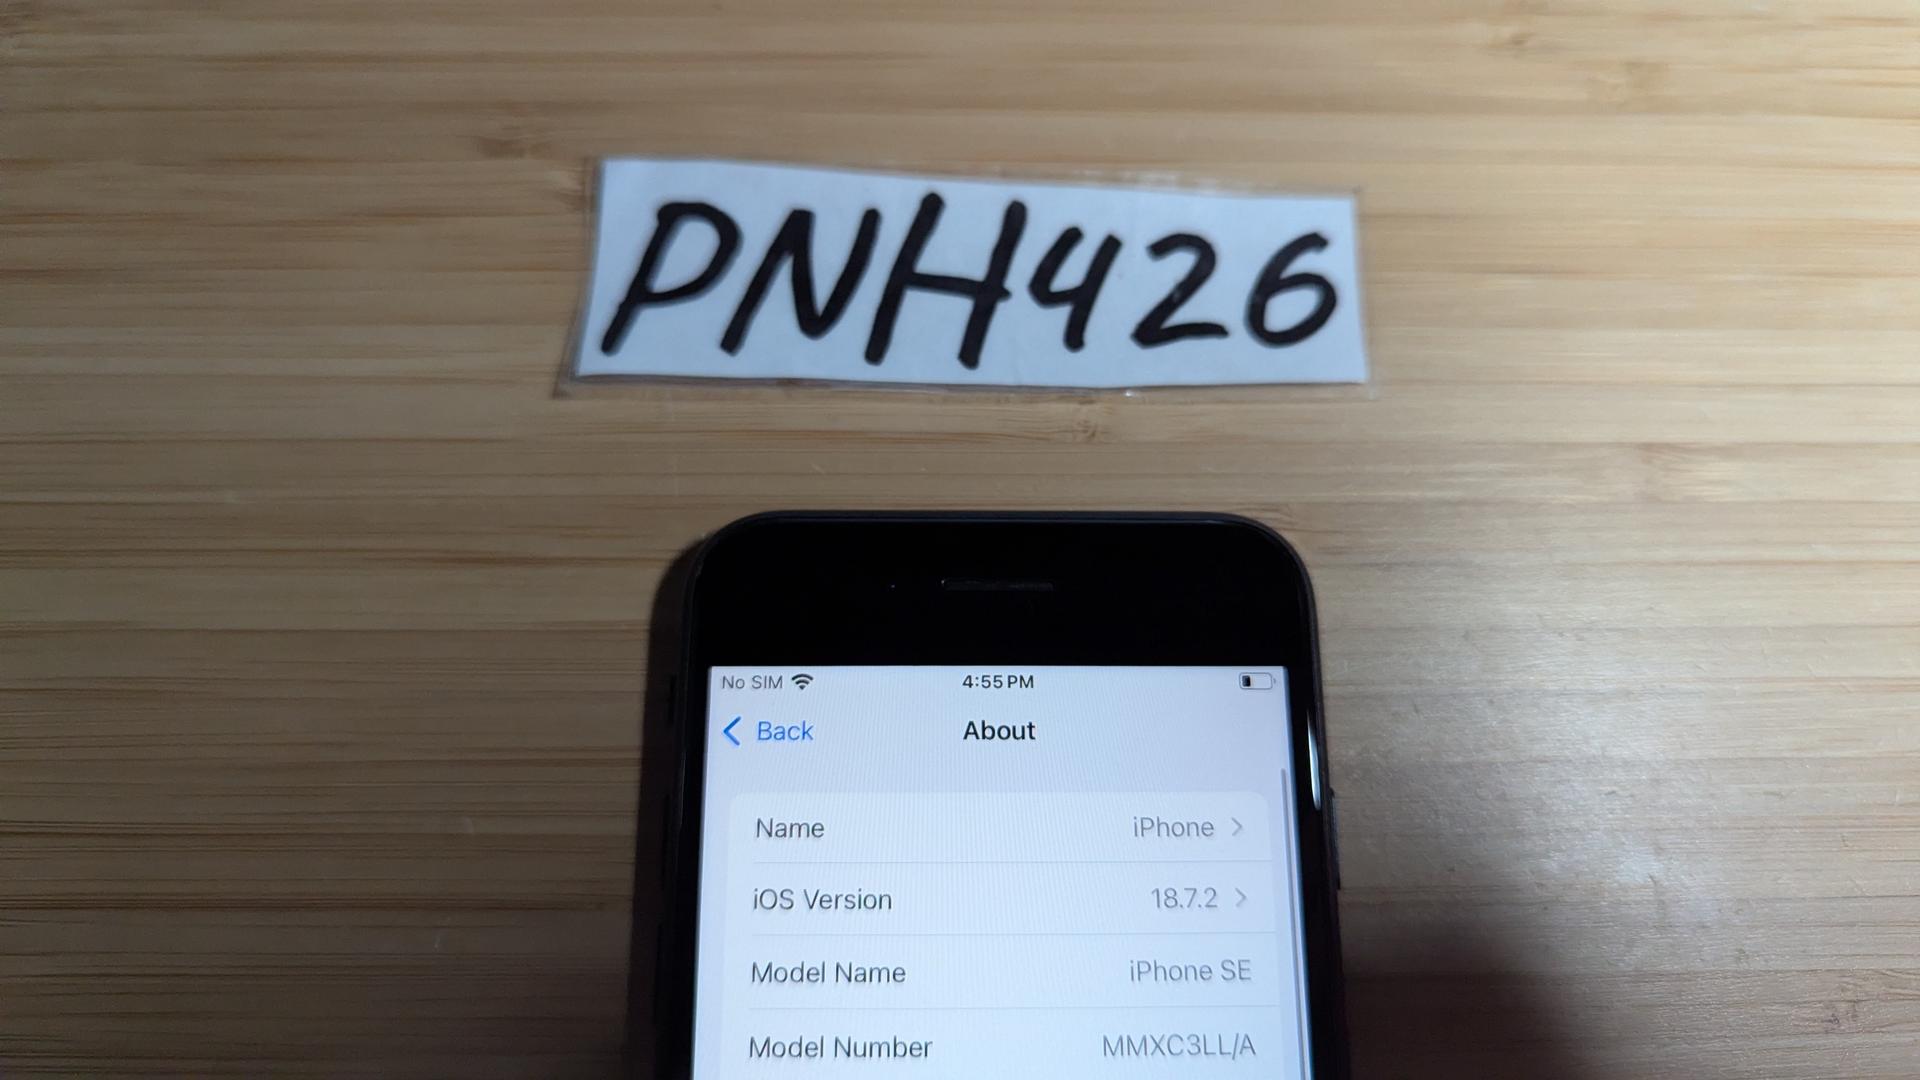 PNH426
No SIM 4:55 PM
Back About
Name iPhone
iOS Version 18.7.2
Model Name iPhone SE
Model Number MMXC3LL/A